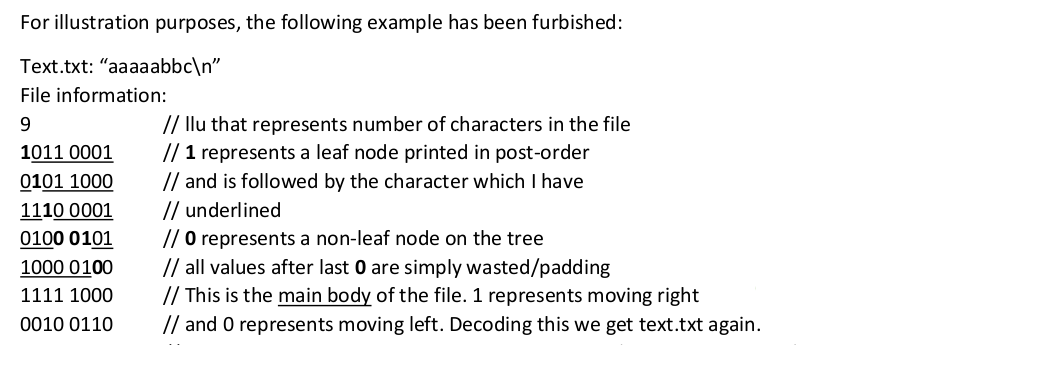 For illustration purposes, the following example has been furbished:
Text.txt: “aaaaabbc\n”
File information:
9 // llu that represents number of characters in the file
1011 0001 // 1 represents a leaf node printed in post-order
0101 1000 // and is followed by the character which I have
1110 0001 // underlined
0100 0101 // 0 represents a non-leaf node on the tree
1000 0100 // all values after last 0 are simply wasted/padding
1111 1000 // This is the main body of the file. 1 represents moving right
0010 0110 // and 0 represents moving left. Decoding this we get text.txt again.